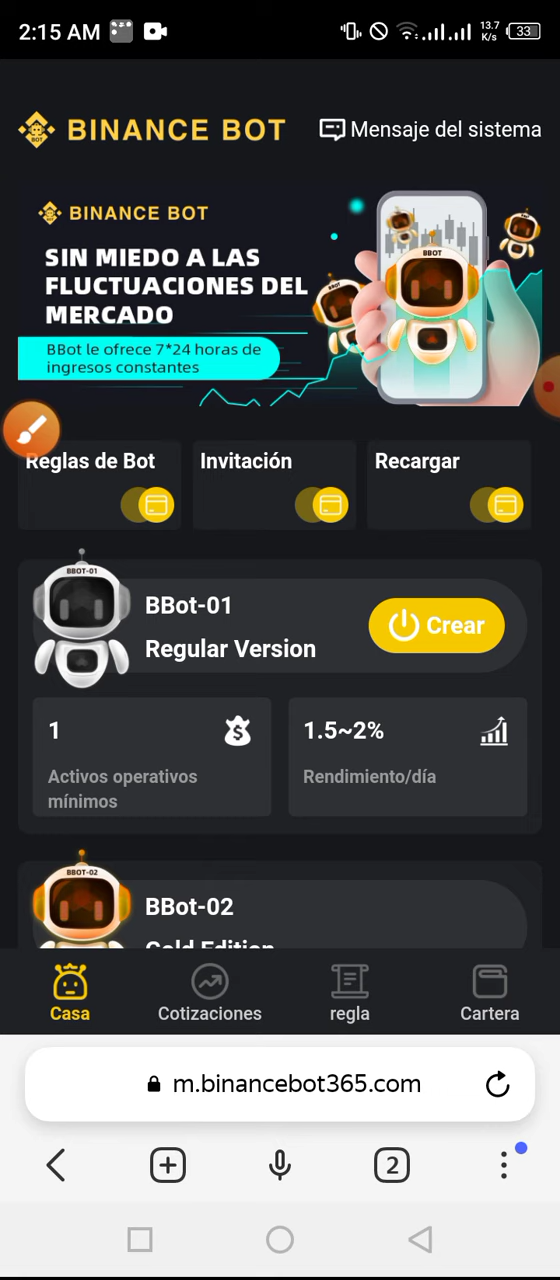 2:15 AM
13.7
K/s
33
BINANCE BOT
Mensaje del sistema
BINANCE BOT
SIN MIEDO A LAS
FLUCTUACIONES DEL
MERCADO
BBot le ofrece 7*24 horas de
ingresos constantes
BBOT
Reglas de Bot
Invitación
Recargar
BBOT-01
BBot-01
Regular Version
Crear
1
Activos operativos
mínimos
1.5~2%
Rendimiento/día
BBOT-02
BBot-02
Gold Edition
Casa
Cotizaciones
regla
Cartera
m.binancebot365.com
2